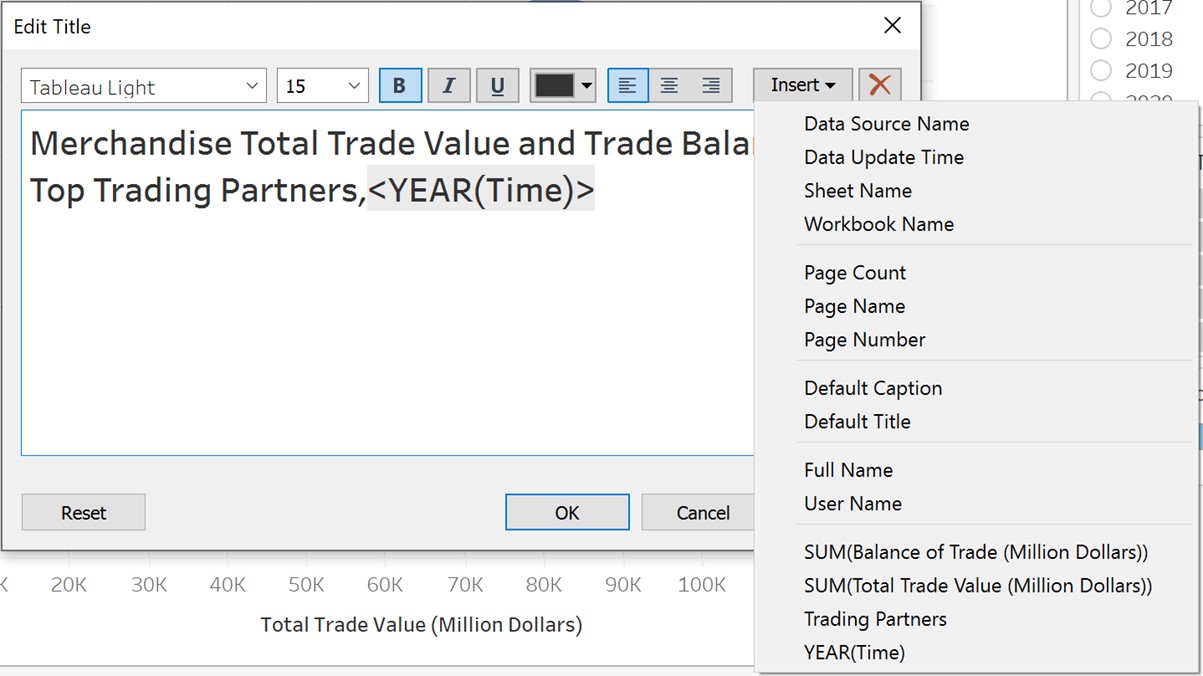 Edit Title
2017
2018
2019
Tableau Light
15
B I U
Insert
Merchandise Total Trade Value and Trade
Top Trading Partners,<YEAR(Time)>
Data Source Name
Data Update Time
Sheet Name
Workbook Name
Page Count
Page Name
Page Number
Default Caption
Default Title
Full Name
User Name
SUM(Balance of Trade (Million Dollars))
SUM(Total Trade Value (Million Dollars))
Trading Partners
YEAR(Time)
Reset
OK
Cancel
20K 30K 40K 50K 60K 70K 80K 90K 100K
Total Trade Value (Million Dollars)